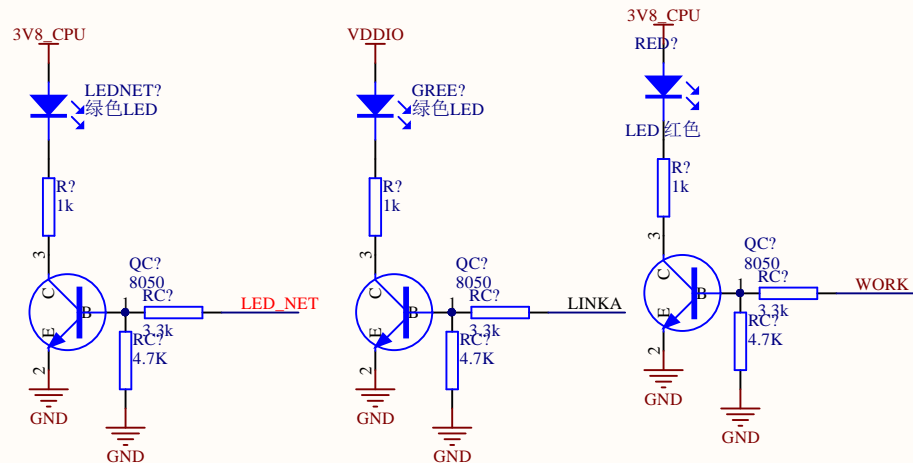 3V8_CPU
LEDNET?
绿色LED
R?
1k
3
QC?
8050
C
B
E
1
RC?
3.3k
LED_NET
RC?
4.7K
2
GND
GND
VDDIO
GREE?
绿色LED
R?
1k
3
QC?
8050
C
B
E
1
RC?
3.3k
LINKA
RC?
4.7K
2
GND
GND
3V8_CPU
RED?
LED 红色
R?
1k
3
QC?
8050
C
B
E
1
RC?
3.3k
WORK
RC?
4.7K
2
GND
GND